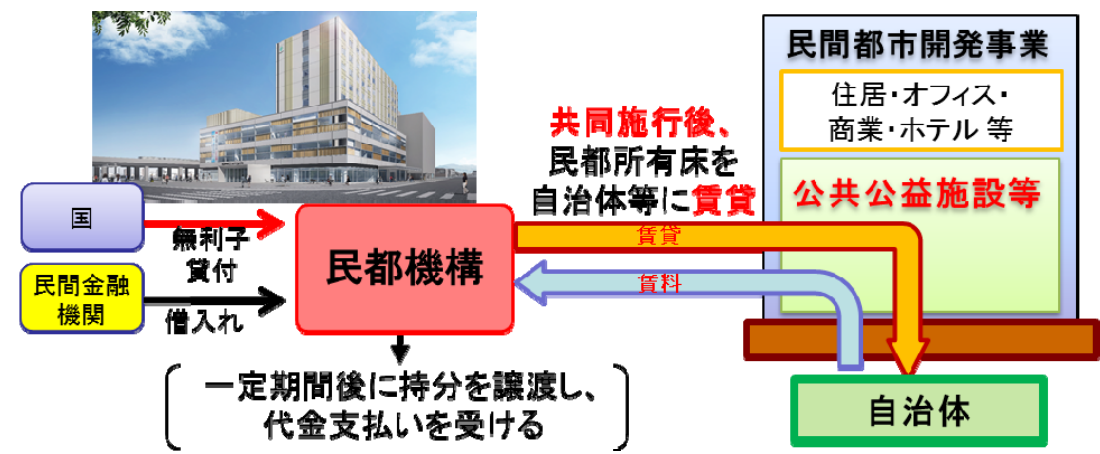 民間都市開発事業
住居・オフィス・
商業・ホテル 等
公共公益施設等
共同施行後、
民都所有床を
自治体等に賃貸
国
無利子
貸付
民間金融
機関
借入れ
民都機構
賃貸
賃料
一定期間後に持分を譲渡し、
代金支払いを受ける
自治体